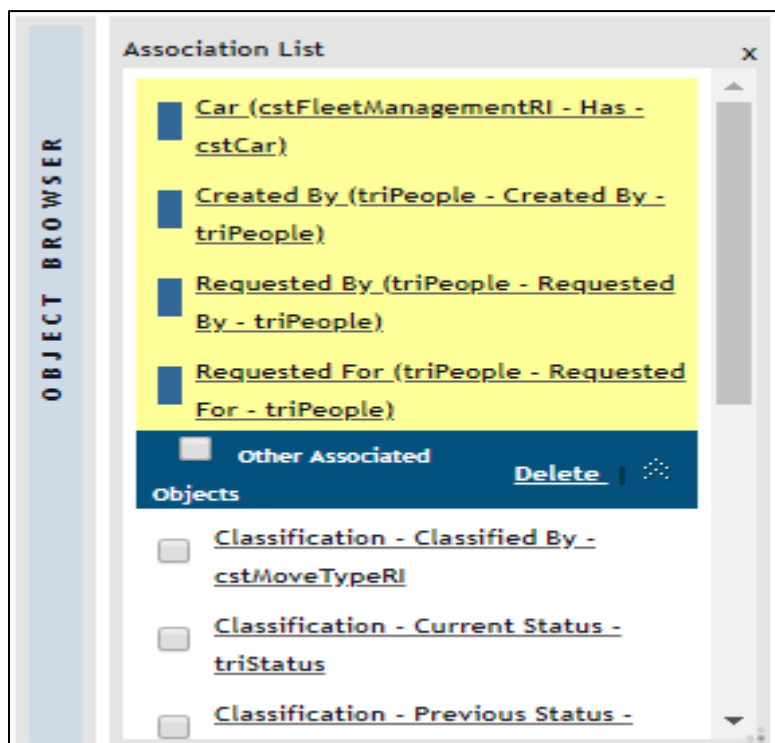 OBJECT BROWSER
Association List
x
Car (cstFleetManagementRI - Has -
cstCar)
Created By (triPeople - Created By -
triPeople)
Requested By (triPeople - Requested
By - triPeople)
Requested For (triPeople - Requested
For - triPeople)
Other Associated
Objects
Delete |
Classification - Classified By -
cstMoveTypeRI
Classification - Current Status -
triStatus
Classification - Previous Status -